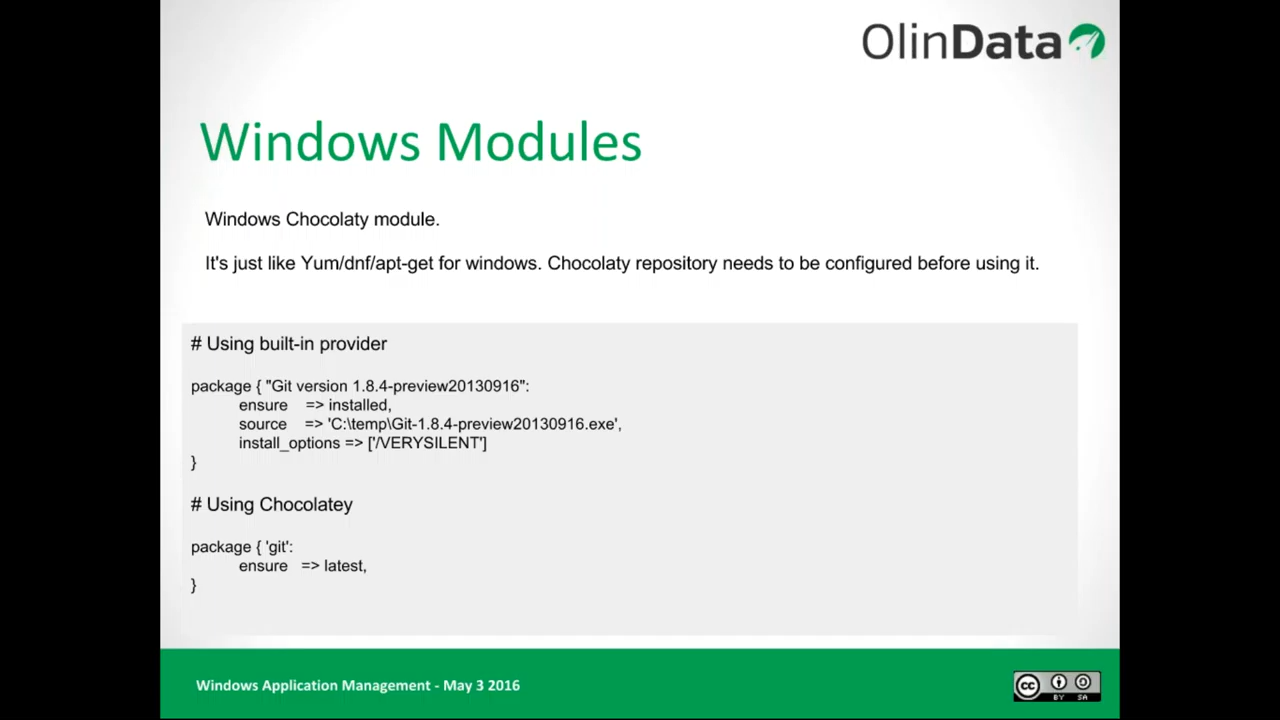 OlinData
Windows Modules
Windows Chocolaty module.
It's just like Yum/dnf/apt-get for windows. Chocolaty repository needs to be configured before using it.
# Using built-in provider
package { "Git version 1.8.4-preview20130916":
ensure => installed,
source => 'C:\temp\Git-1.8.4-preview20130916.exe',
install_options => ['/VERYSILENT']
}
# Using Chocolatey
package { 'git':
ensure => latest,
}
Windows Application Management - May 3 2016
cc BY SA